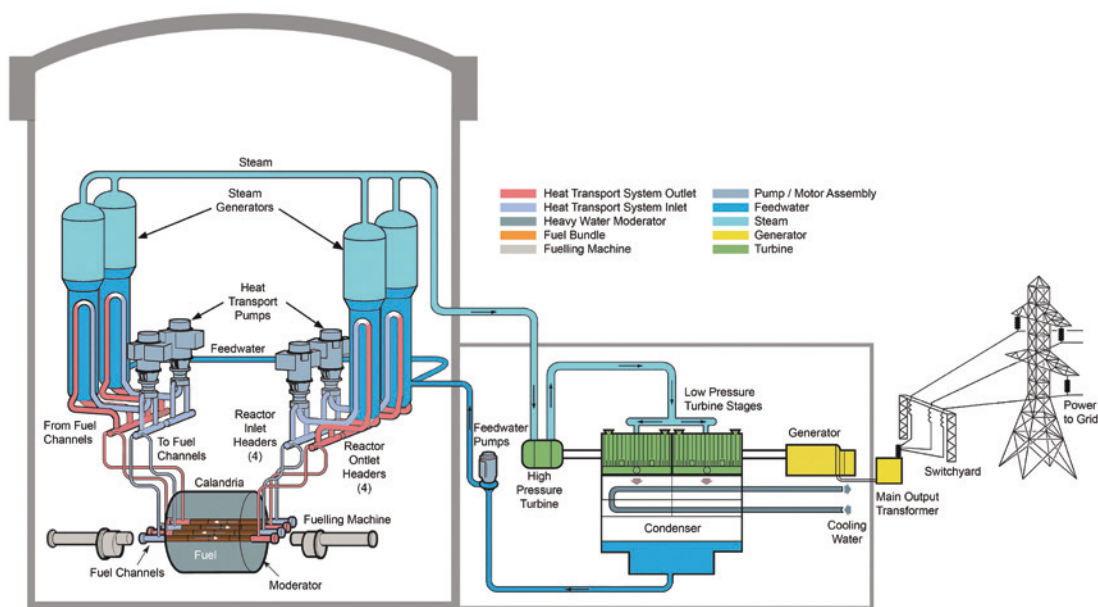 Steam
Steam
Generators
Heat
Transport
Pumps
Feedwater
From Fuel
Channels
To Fuel
Channels
Reactor
Inlet
Headers
(4)
Reactor
Ontlet
Headers
(4)
Calandria
Fuelling Machine
Fuel
Fuel Channels
Moderator
Heat Transport System Outlet
Heat Transport System Inlet
Heavy Water Moderator
Fuel Bundle
Fuelling Machine
Pump / Motor Assembly
Feedwater
Steam
Generator
Turbine
Feedwater
Pumps
High
Pressure
Turbine
Low Pressure
Turbine Stages
Condenser
Cooling
Water
Generator
Main Output
Transformer
Switchyard
Power
to Grid